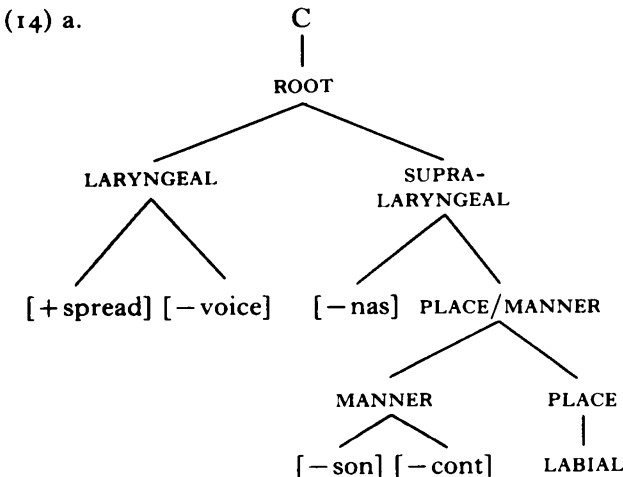 (14) a. C
ROOT
LARYNGEAL SUPRA-
LARYNGEAL
[+spread] [−voice] [−nas] PLACE/MANNER
MANNER PLACE
[−son] [−cont] LABIAL